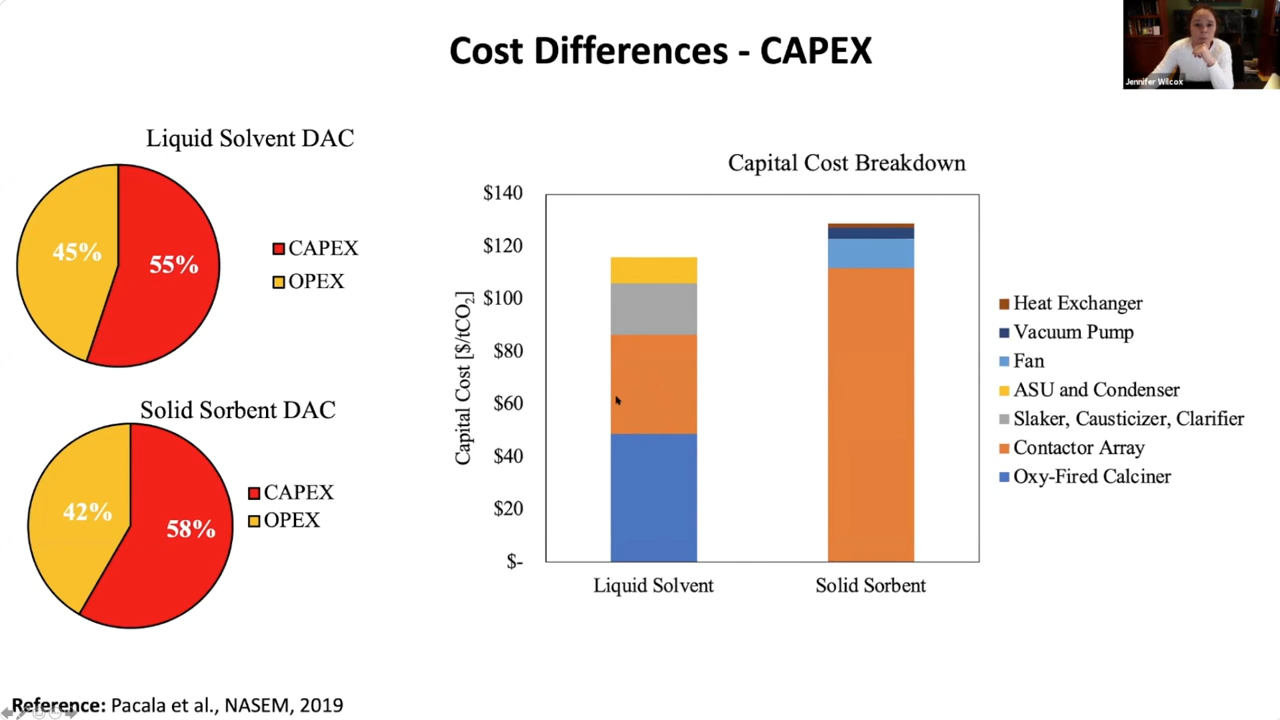 Cost Differences - CAPEX
Jennifer Wilcox
Liquid Solvent DAC
45%
55%
CAPEX
OPEX
Solid Sorbent DAC
42%
58%
CAPEX
OPEX
Capital Cost Breakdown
Capital Cost [$/tCO₂]
$140
$120
$100
$80
$60
$40
$20
$-
Liquid Solvent
Solid Sorbent
Heat Exchanger
Vacuum Pump
Fan
ASU and Condenser
Slaker, Causticizer, Clarifier
Contactor Array
Oxy-Fired Calciner
Reference: Pacala et al., NASEM, 2019